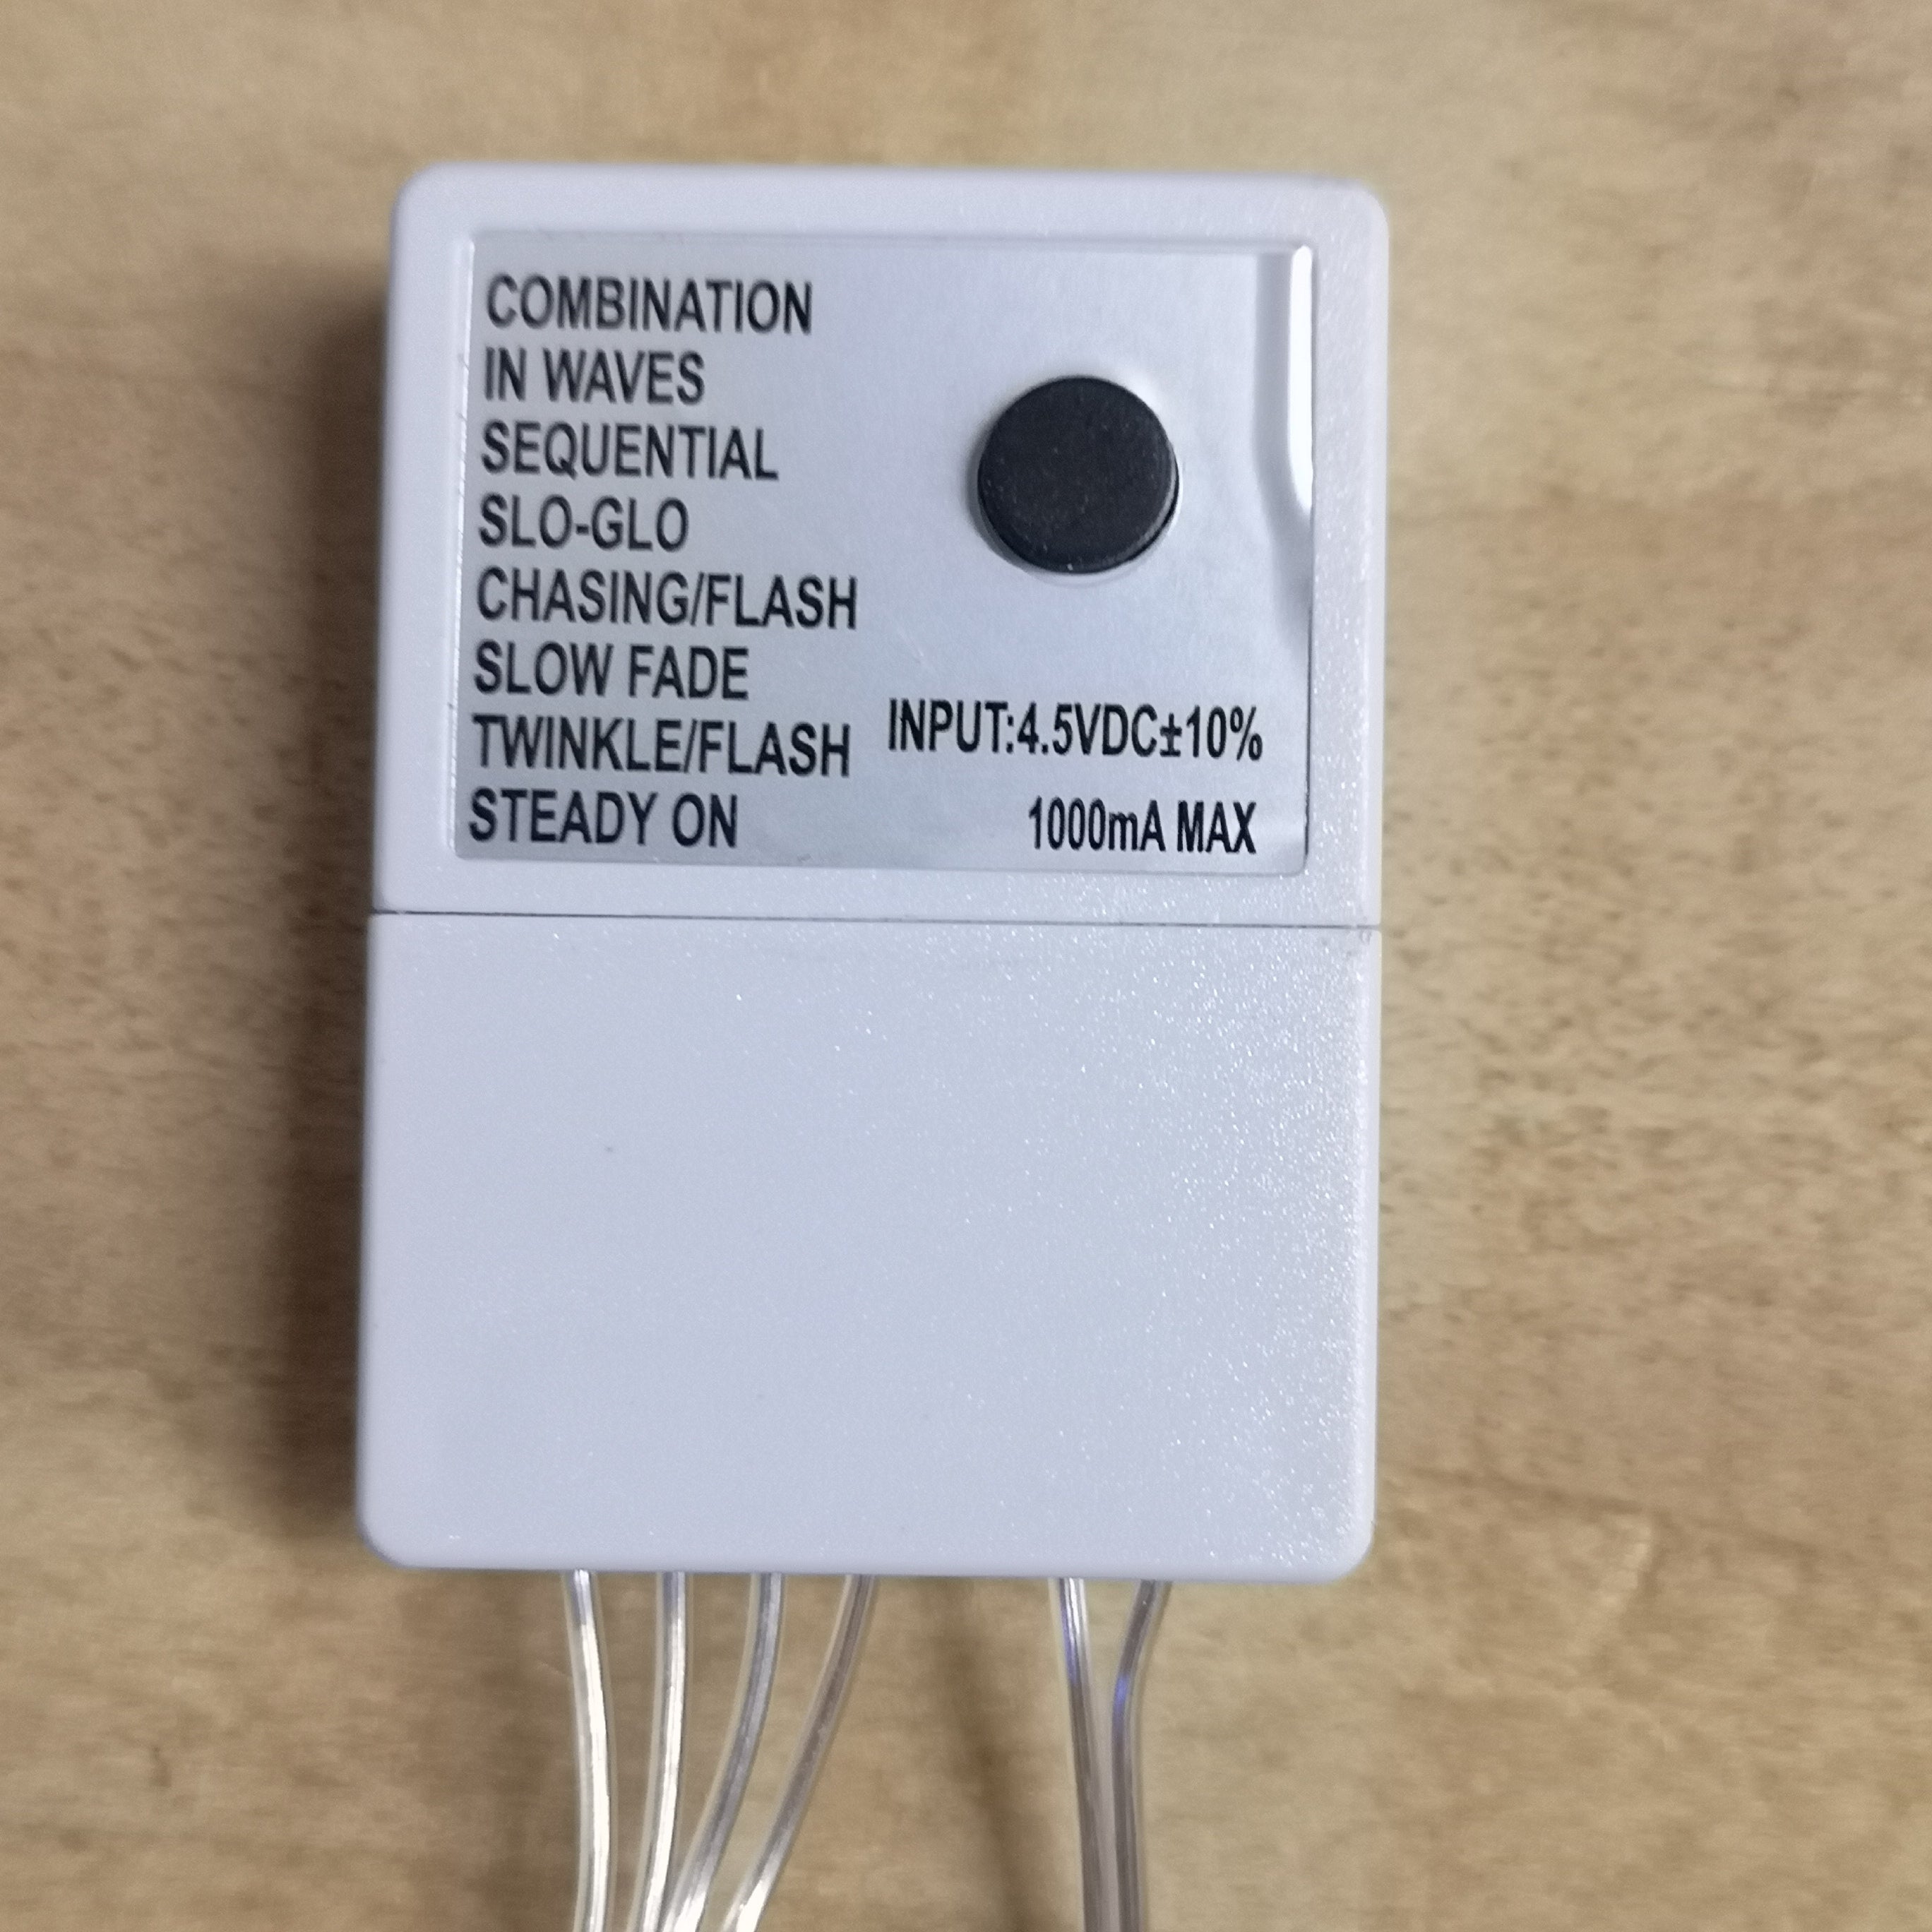 COMBINATION
IN WAVES
SEQUENTIAL
SLO-GLO
CHASING/FLASH
SLOW FADE
TWINKLE/FLASH
STEADY ON
INPUT:4.5VDC±10%
1000mA MAX